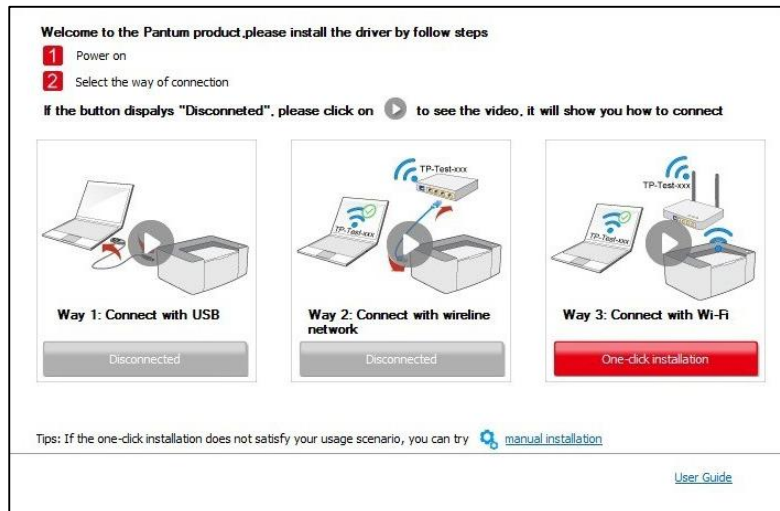 Welcome to the Pantum product,please install the driver by follow steps
1 Power on
2 Select the way of connection
If the button dispalys "Disconneted", please click on to see the video, it will show you how to connect
TP-Test-xxx
TP-Test-xxx
TP-Test-xxx
TP-Test-xxx
Way 1: Connect with USB
Way 2: Connect with wireline
network
Way 3: Connect with Wi-Fi
Disconnected
Disconnected
One-click installation
Tips: If the one-click installation does not satisfy your usage scenario, you can try manual installation
User Guide